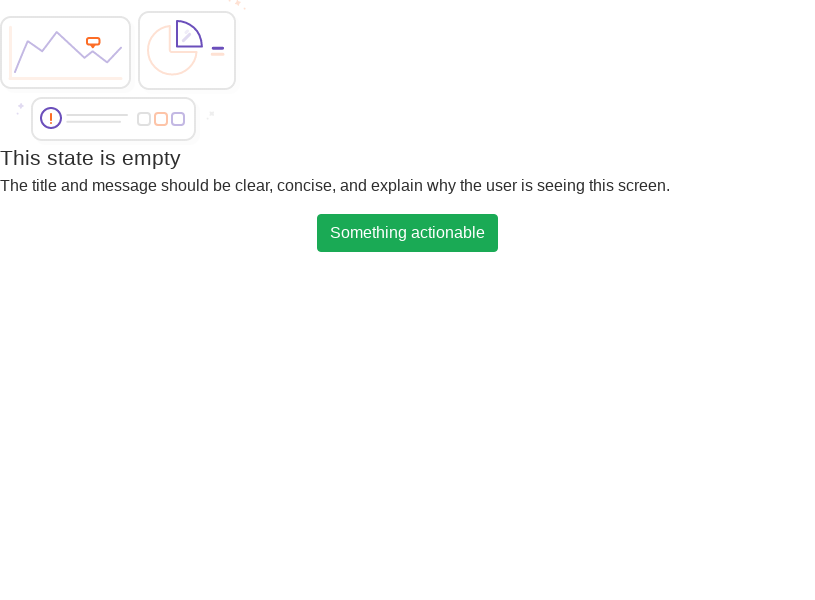 This state is empty
The title and message should be clear, concise, and explain why the user is seeing this screen.
Something actionable